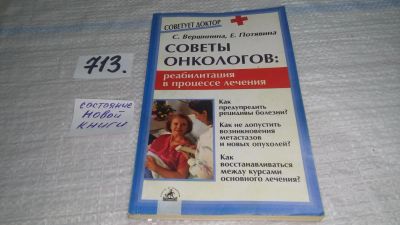 713.
состояние
новой
книги
СОВЕТУЕТ ДОКТОР
С. Вершинина, Е. Потявина
СОВЕТЫ
ОНКОЛОГОВ:
реабилитация
в процессе лечения
Как
предупредить
рецидивы болезни?
Как не допустить
возникновения
метастазов
и новых опухолей?
Как
восстанавливаться
между курсами
основного лечения?